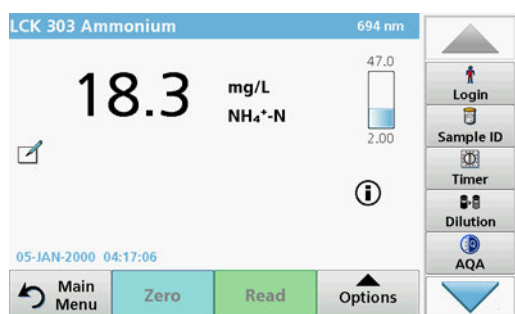 LCK 303 Ammonium 694 nm
47.0
18.3 mg/L
NH₄⁺-N
2.00
05-JAN-2000 04:17:06
Main Menu
Zero
Read
Options
Login
Sample ID
Timer
Dilution
AQA